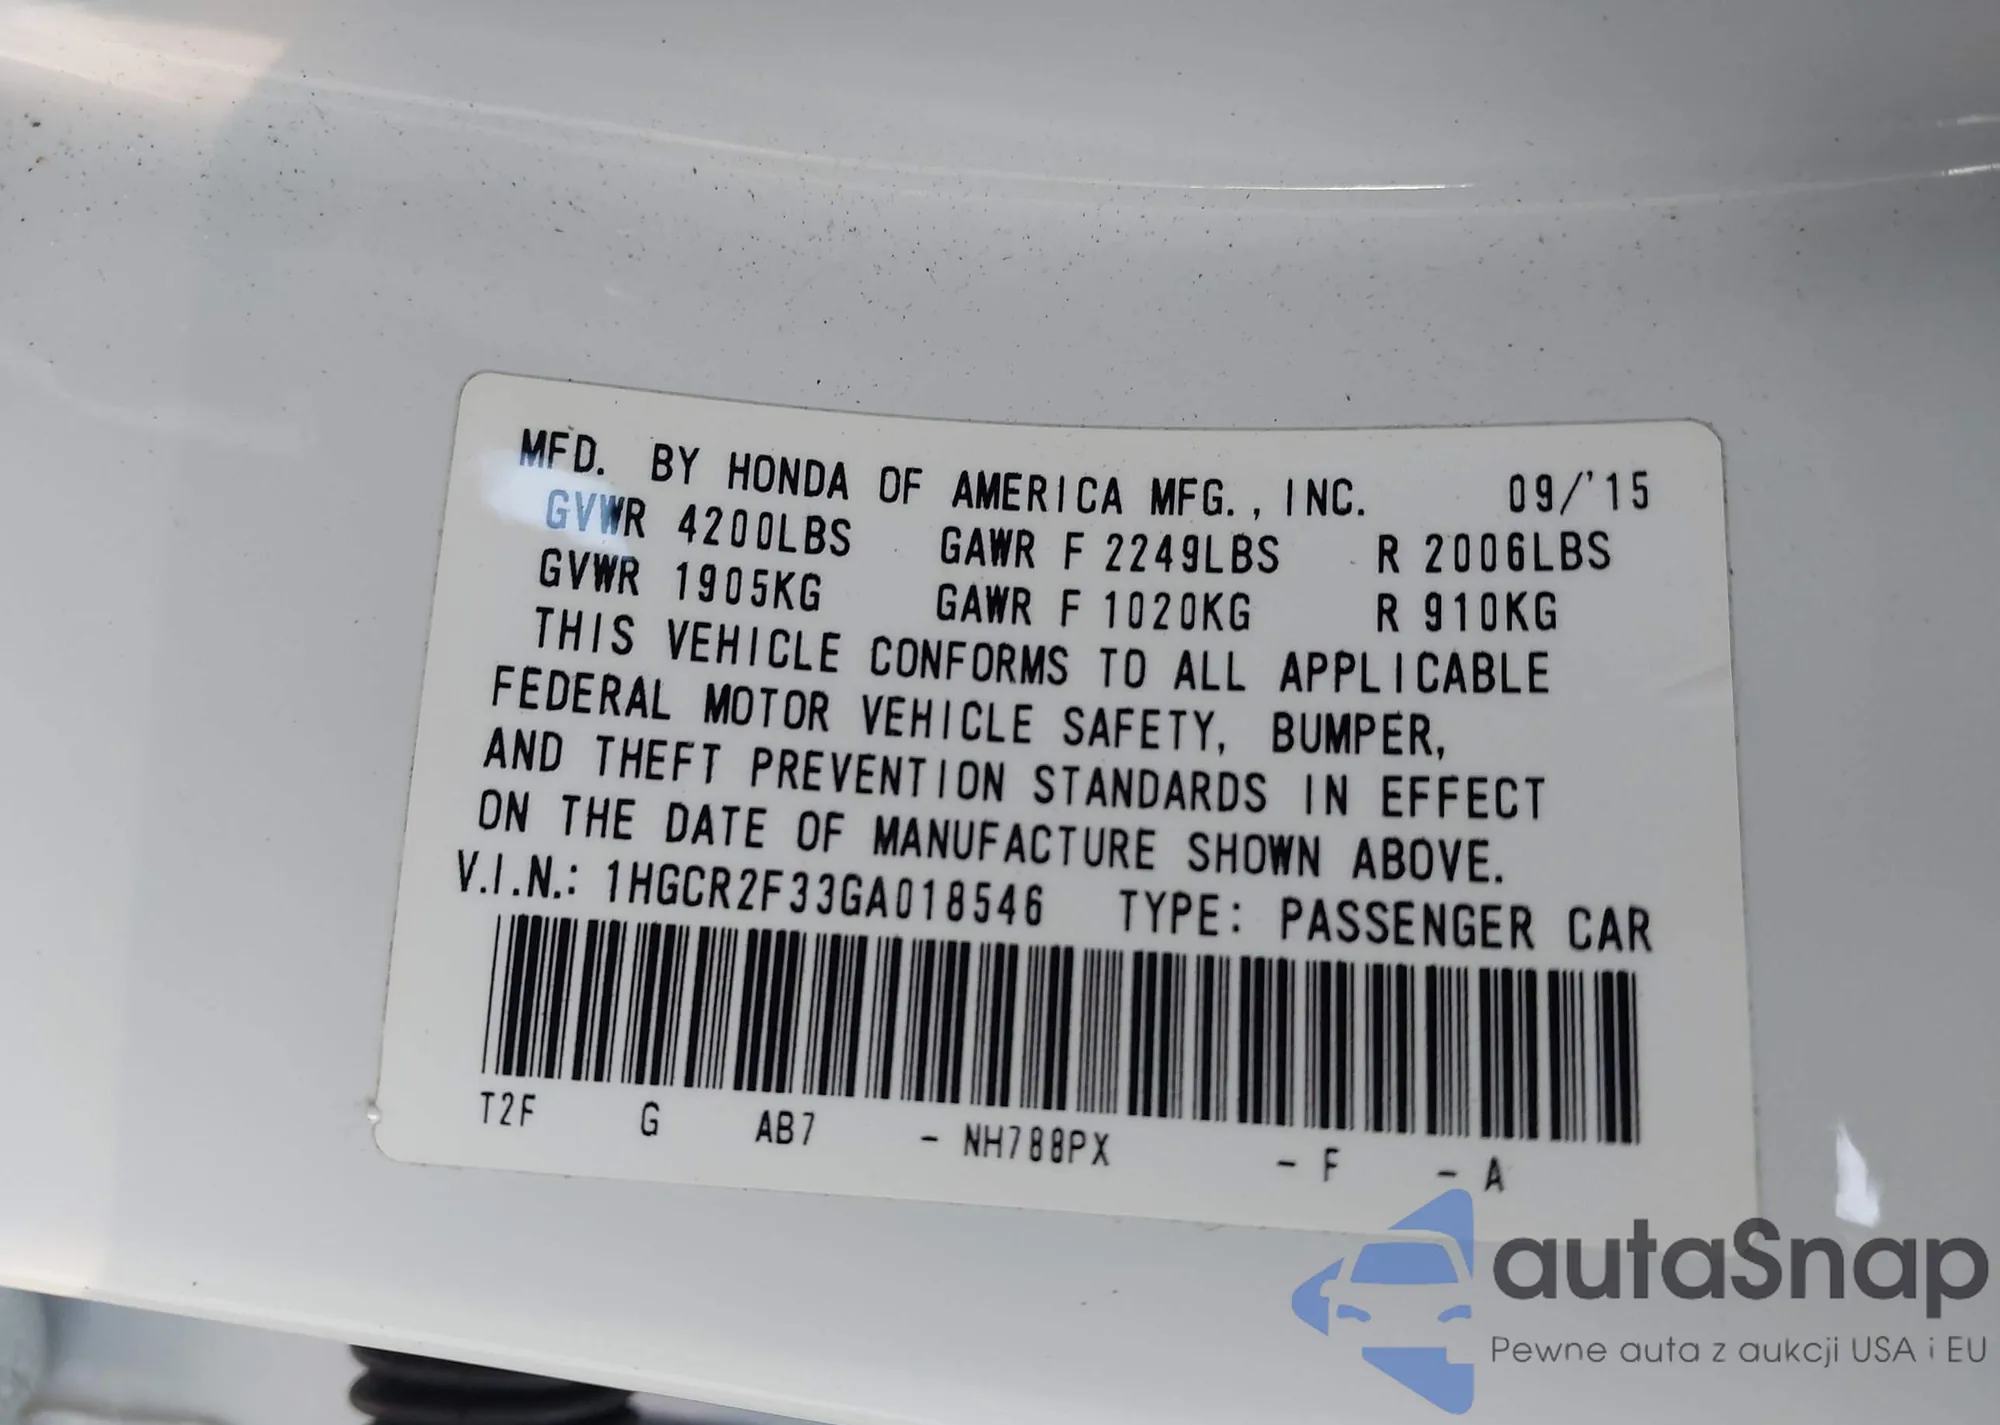 MFD. BY HONDA OF AMERICA MFG., INC. 09/'15
GVWR 4200LBS GAWR F 2249LBS R 2006LBS
GVWR 1905KG GAWR F 1020KG R 910KG
THIS VEHICLE CONFORMS TO ALL APPLICABLE
FEDERAL MOTOR VEHICLE SAFETY, BUMPER,
AND THEFT PREVENTION STANDARDS IN EFFECT
ON THE DATE OF MANUFACTURE SHOWN ABOVE.
V.I.N.: 1HGCR2F33GA018546 TYPE: PASSENGER CAR
T2F G AB7 - NH788PX - F - A
autaSnap
Pewne auta z aukcji USA i EU